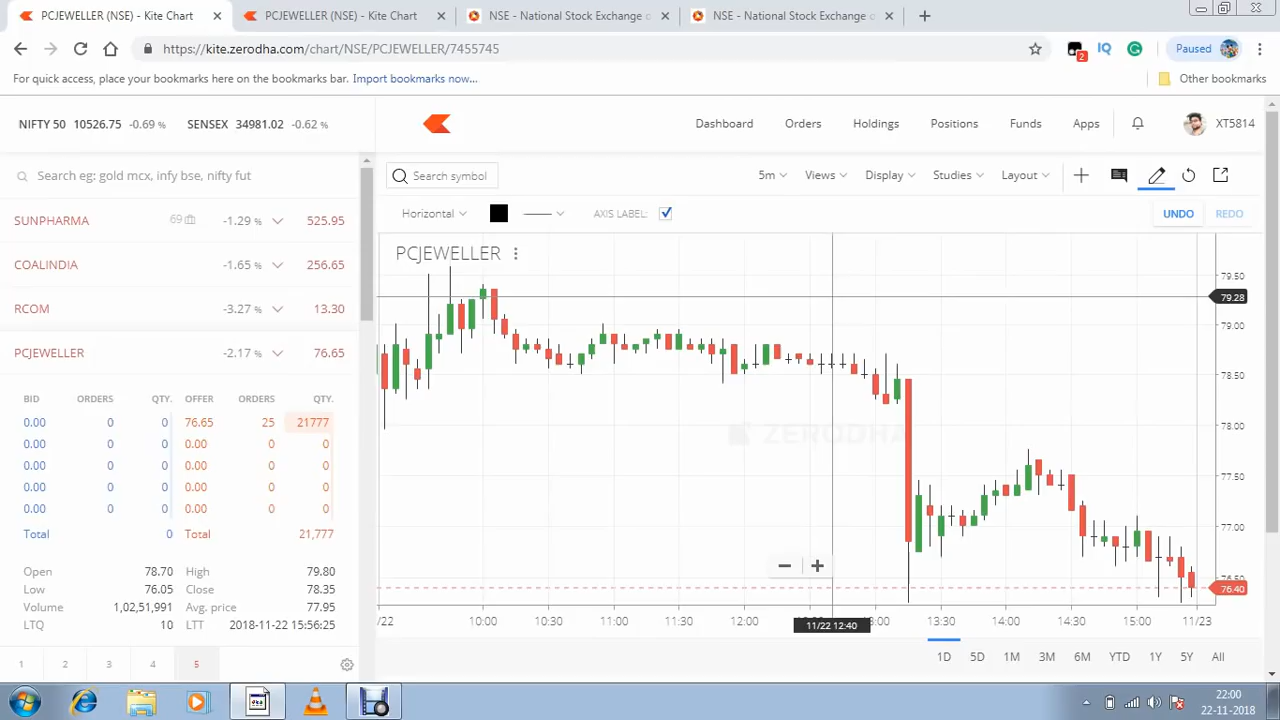 PCJEWELLER (NSE) - Kite Chart
PCJEWELLER (NSE) - Kite Chart
NSE - National Stock Exchange o
NSE - National Stock Exchange o
https://kite.zerodha.com/chart/NSE/PCJEWELLER/7455745
2
IQ
Paused
For quick access, place your bookmarks here on the bookmarks bar. Import bookmarks now...
Other bookmarks
NIFTY 50 10526.75 -0.69 % SENSEX 34981.02 -0.62 %
Dashboard Orders Holdings Positions Funds Apps XT5814
Search eg: gold mcx, infy bse, nifty fut
SUNPHARMA 69 -1.29 % 525.95
COALINDIA -1.65 % 256.65
RCOM -3.27 % 13.30
PCJEWELLER -2.17 % 76.65
BID ORDERS QTY. OFFER ORDERS QTY.
0.00 0 0 76.65 25 21777
0.00 0 0 0.00 0 0
0.00 0 0 0.00 0 0
0.00 0 0 0.00 0 0
0.00 0 0 0.00 0 0
Total 0 Total 21,777
Open 78.70 High 79.80
Low 76.05 Close 78.35
Volume 1,02,51,991 Avg. price 77.95
LTQ 10 LTT 2018-11-22 15:56:25
1 2 3 4 5
Search symbol
5m Views Display Studies Layout
Horizontal AXIS LABEL: UNDO REDO
PCJEWELLER
ZERODHA
79.50
79.28
79.00
78.50
78.00
77.50
77.00
76.50
76.40
/22 10:00 10:30 11:00 11:30 12:00 13:00 13:30 14:00 14:30 15:00 11/23
11/22 12:40
1D 5D 1M 3M 6M YTD 1Y 5Y All
22:00
22-11-2018